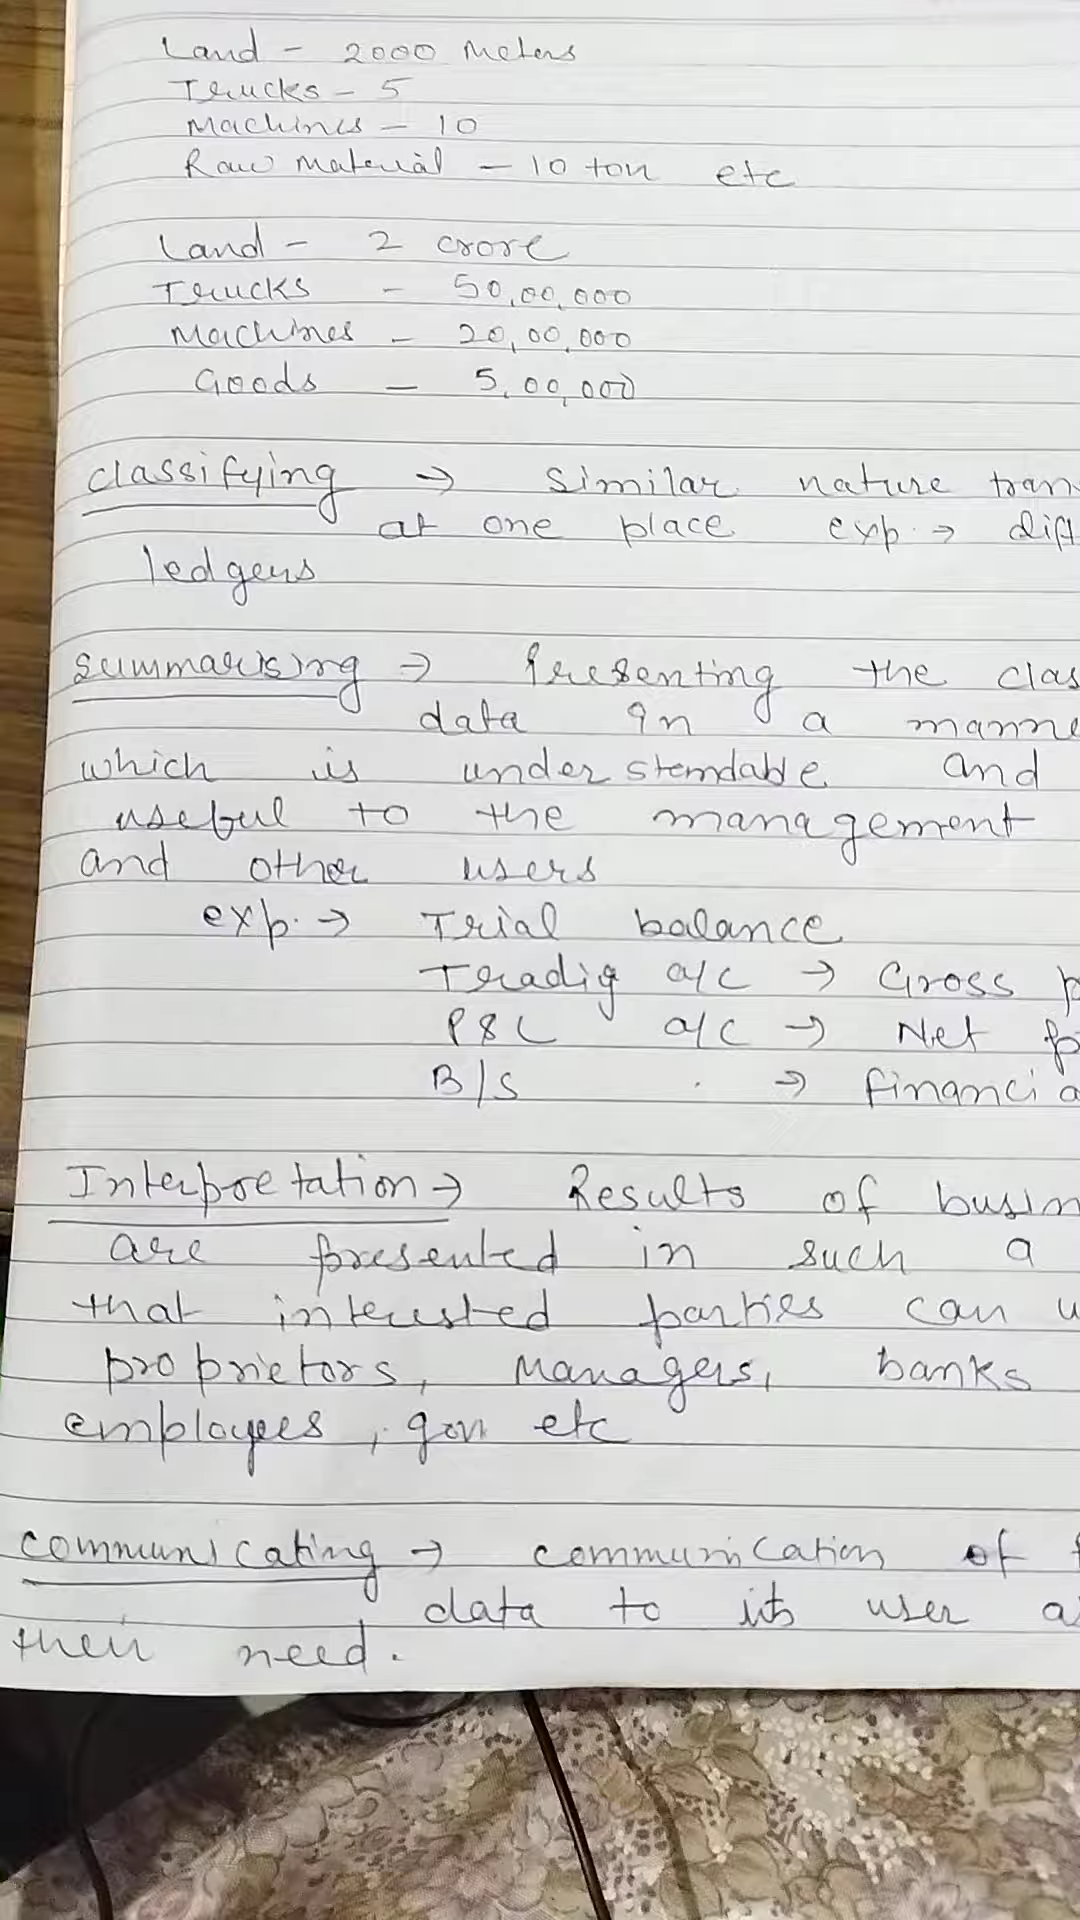 Land - 2000 Meters
Trucks - 5
Machines - 10
Raw material - 10 ton etc
Land - 2 crore
Trucks - 50,00,000
Machines - 20,00,000
Goods - 5,00,000
classifying → Similar nature
at one place exp. →
ledgers
summarising → Presenting the
data in a
which is understandable and
useful to the management
and other users
exp. → Trial balance
Tradig a/c → Gross
P&L a/c → Net
B/S →
Interpretation → Results of
are presented in such a
that interested parties can
proprietors, Managers, banks
employees, gov etc
communicating → communication of
data to its user
their need.